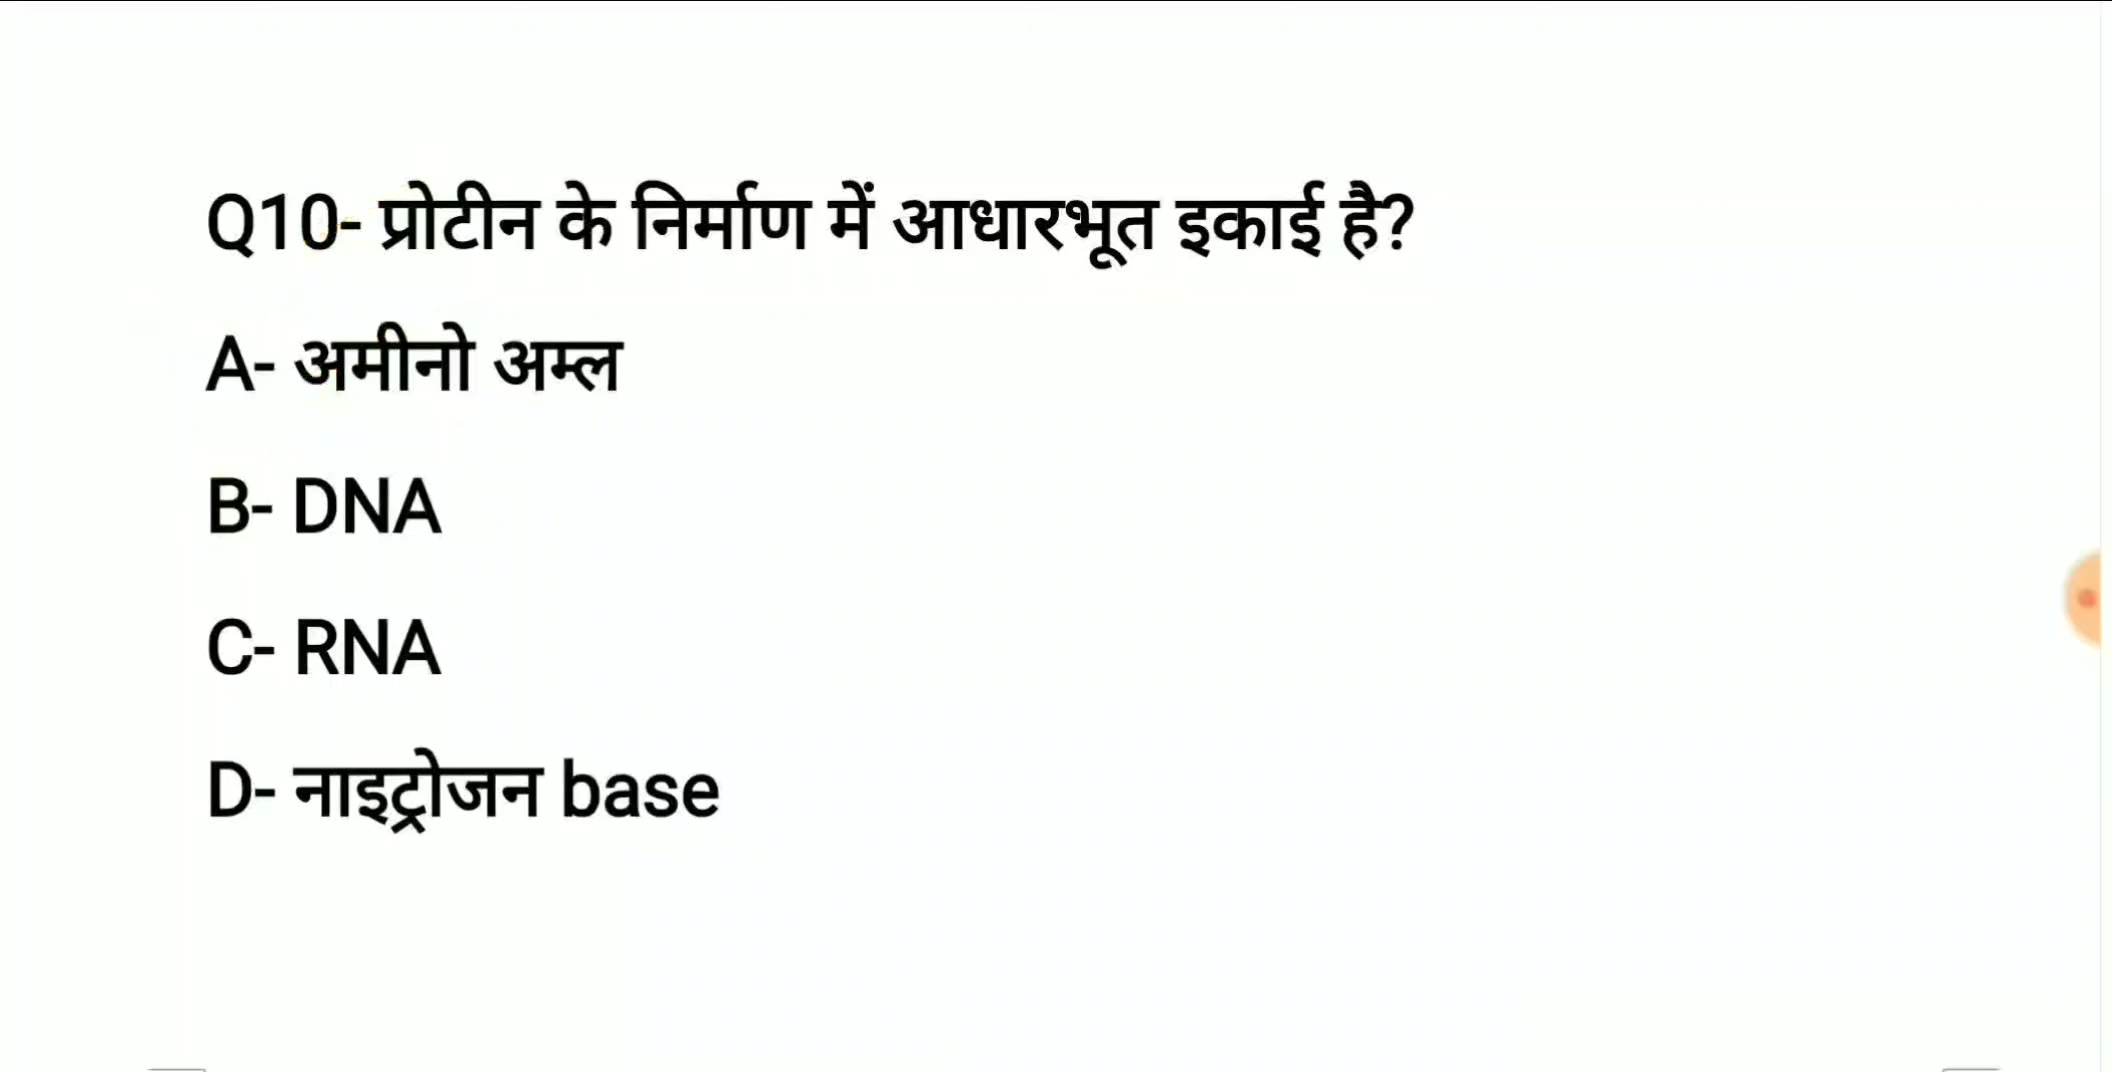 Q10- प्रोटीन के निर्माण में आधारभूत इकाई है?
A- अमीनो अम्ल
B- DNA
C- RNA
D- नाइट्रोजन base